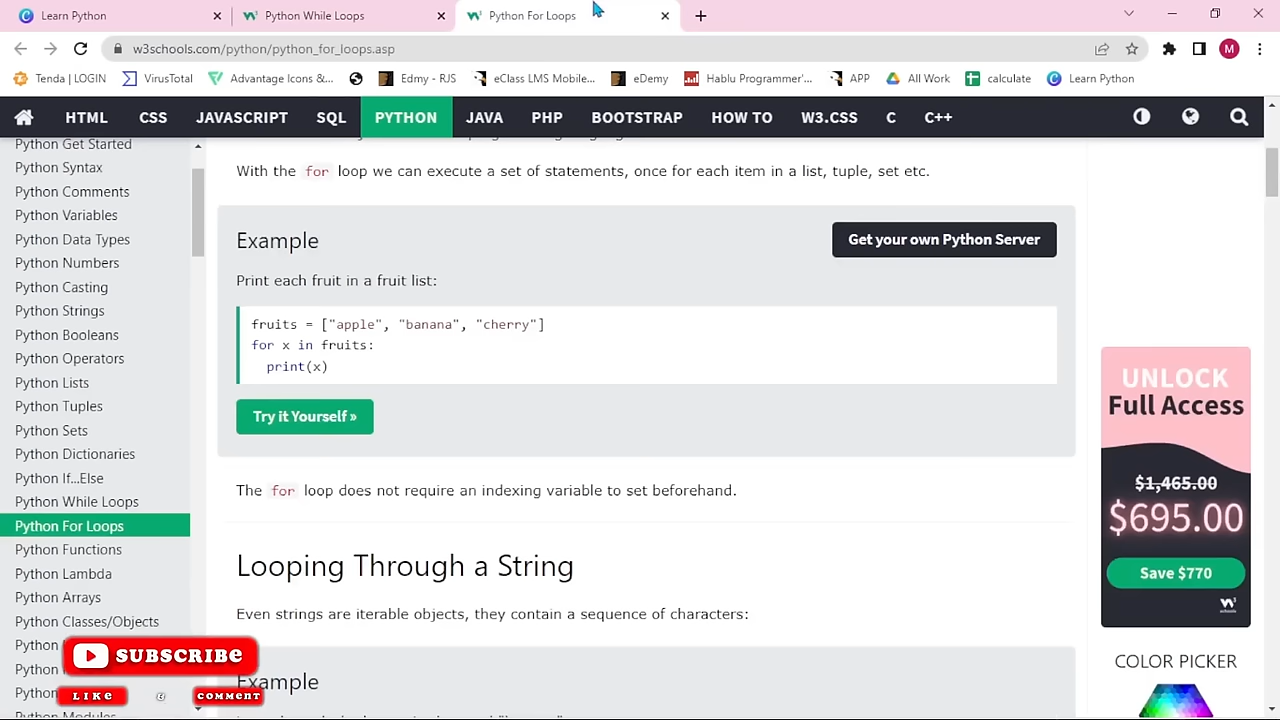 Learn Python
Python While Loops
Python For Loops
w3schools.com/python/python_for_loops.asp
M
Tenda | LOGIN
VirusTotal
Advantage Icons &...
Edmy - RJS
eClass LMS Mobile...
eDemy
Hablu Programmer'...
APP
All Work
calculate
Learn Python
HTML
CSS
JAVASCRIPT
SQL
PYTHON
JAVA
PHP
BOOTSTRAP
HOW TO
W3.CSS
C
C++
Python Get Started
Python Syntax
Python Comments
Python Variables
Python Data Types
Python Numbers
Python Casting
Python Strings
Python Booleans
Python Operators
Python Lists
Python Tuples
Python Sets
Python Dictionaries
Python If...Else
Python While Loops
Python For Loops
Python Functions
Python Lambda
Python Arrays
Python Classes/Objects
Python
Python
Python
Python Modules
With the for loop we can execute a set of statements, once for each item in a list, tuple, set etc.
Example
Get your own Python Server
Print each fruit in a fruit list:
fruits = ["apple", "banana", "cherry"]
for x in fruits:
print(x)
Try it Yourself »
The for loop does not require an indexing variable to set beforehand.
Looping Through a String
Even strings are iterable objects, they contain a sequence of characters:
Example
UNLOCK
Full Access
$1,465.00
$695.00
Save $770
COLOR PICKER
SUBSCRIBE
LIKE
&
COMMENT